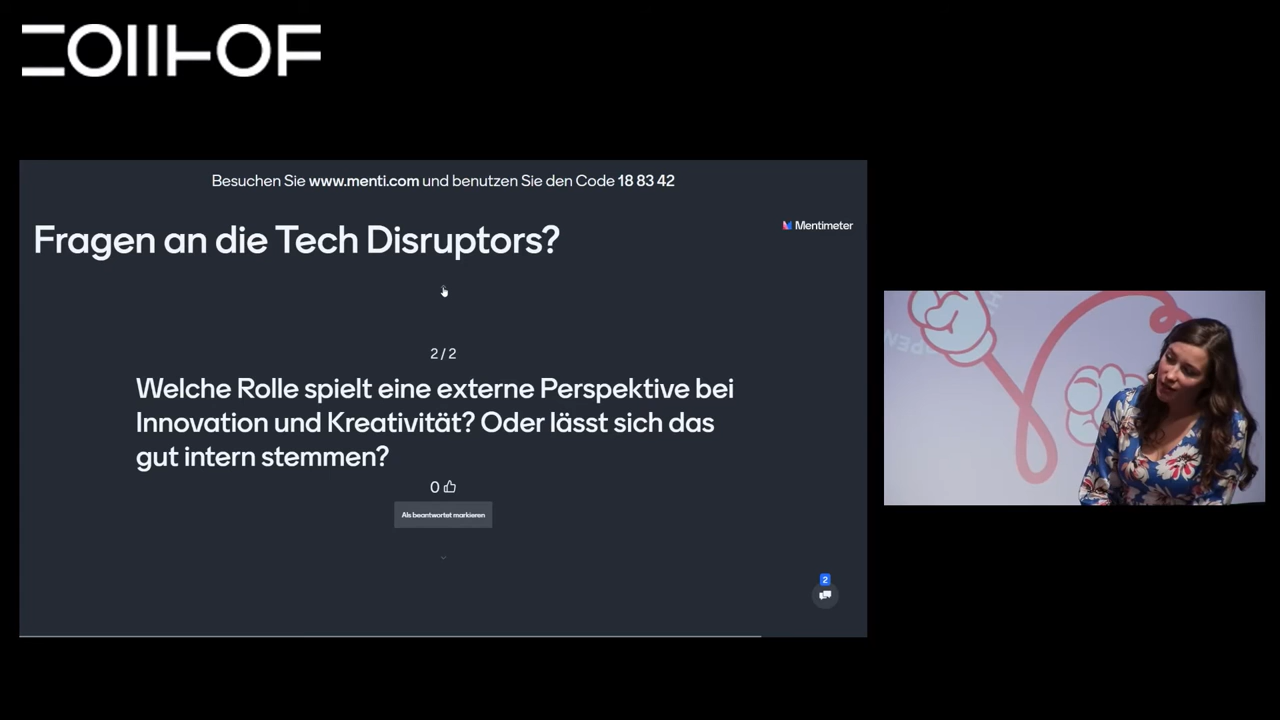 ZOLLHOF
Besuchen Sie www.menti.com und benutzen Sie den Code 18 83 42
Fragen an die Tech Disruptors?
Mentimeter
2/2
Welche Rolle spielt eine externe Perspektive bei
Innovation und Kreativität? Oder lässt sich das
gut intern stemmen?
0
Als beantwortet markieren
2